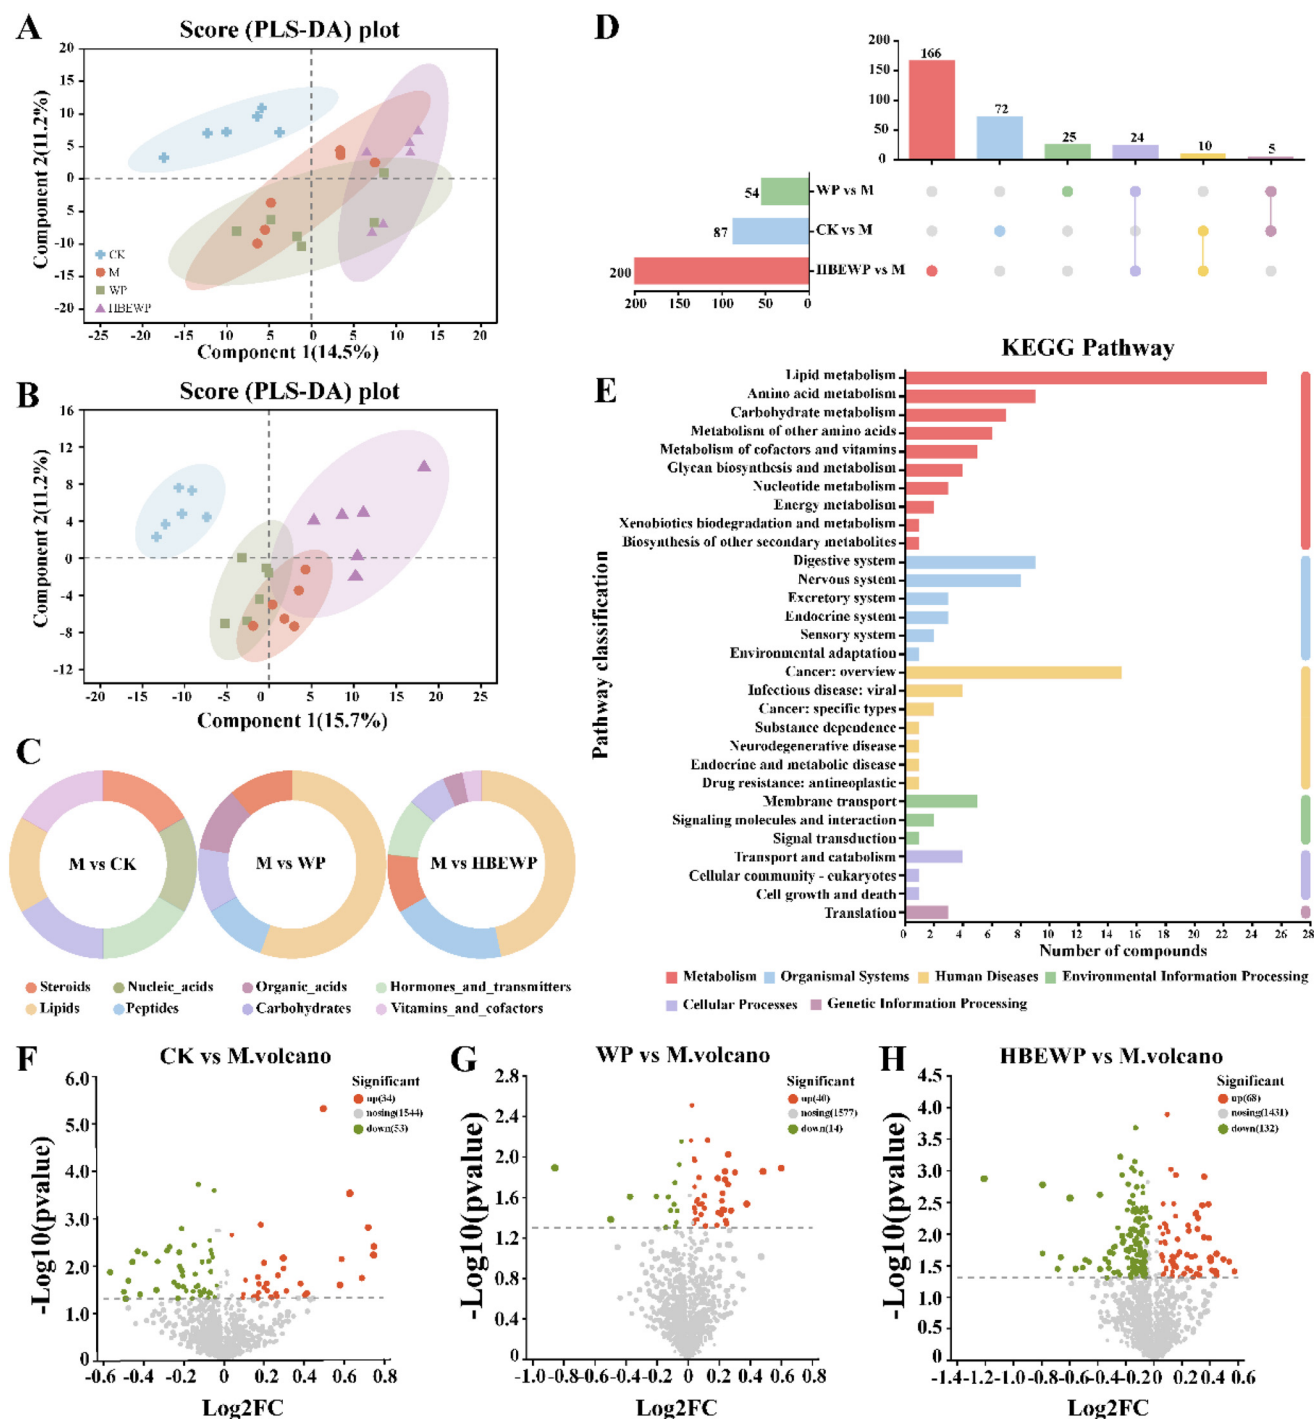 A
Score (PLS-DA) plot
Component 2(11.2%)
20
15
10
5
0
5
-10
-15
-20
CK
M
WP
HBEWP
-25 -20 -15 10 5 0 5 10 15 20
Component 1(14.5%)
B
Score (PLS-DA) plot
Component 2(11.2%)
16
12
8
4
0
-4
-8
-12
-20 -15 -10 -5 0 5 10 15 20 25
Component 1(15.7%)
C
M vs CK
M vs WP
M vs HBEWP
Steroids Nucleic_acids Organic_acids Hormones_and_transmitters
Lipids Peptides Carbohydrates Vitamins_and_cofactors
D
200
150
100
50
0
166 72 25 24 10 5
54 WP vs M
87 CK vs M
200 HBEWP vs M
200 150 100 50 0
E
KEGG Pathway
Pathway classification
Lipid metabolism
Amino acid metabolism
Carbohydrate metabolism
Metabolism of other amino acids
Metabolism of cofactors and vitamins
Glycan biosynthesis and metabolism
Nucleotide metabolism
Energy metabolism
Xenobiotics biodegradation and metabolism
Biosynthesis of other secondary metabolites
Digestive system
Nervous system
Excretory system
Endocrine system
Sensory system
Environmental adaptation
Cancer: overview
Infectious disease: viral
Cancer: specific types
Substance dependence
Neurodegenerative disease
Endocrine and metabolic disease
Drug resistance: antineoplastic
Membrane transport
Signaling molecules and interaction
Signal transduction
Transport and catabolism
Cellular community - eukaryotes
Cell growth and death
Translation
0 2 4 6 8 10 12 14 16 18 20 22 24 26 28
Number of compounds
Metabolism Organismal Systems Human Diseases Environmental Information Processing
Cellular Processes Genetic Information Processing
F
CK vs M.volcano
-Log10(pvalue)
6.0
5.0
4.0
3.0
2.0
1.0
0
Significant
up(34)
nosing(1544)
down(53)
-0.6 -0.4 -0.2 0 0.2 0.4 0.6 0.8
Log2FC
G
WP vs M.volcano
-Log10(pvalue)
2.8
2.4
2.0
1.6
1.2
0.8
0.4
0
Significant
up(40)
nosing(1577)
down(14)
-1.0 -0.8 -0.6 -0.4 -0.2 0 0.2 0.4 0.6 0.8
Log2FC
H
HBEWP vs M.volcano
-Log10(pvalue)
4.5
4.0
3.5
3.0
2.5
2.0
1.5
1.0
0.5
0
Significant
up(68)
nosing(1431)
down(132)
-1.4 -1.2 -1.0 -0.8 -0.6 -0.4 -0.2 0.0 0.2 0.4 0.6
Log2FC